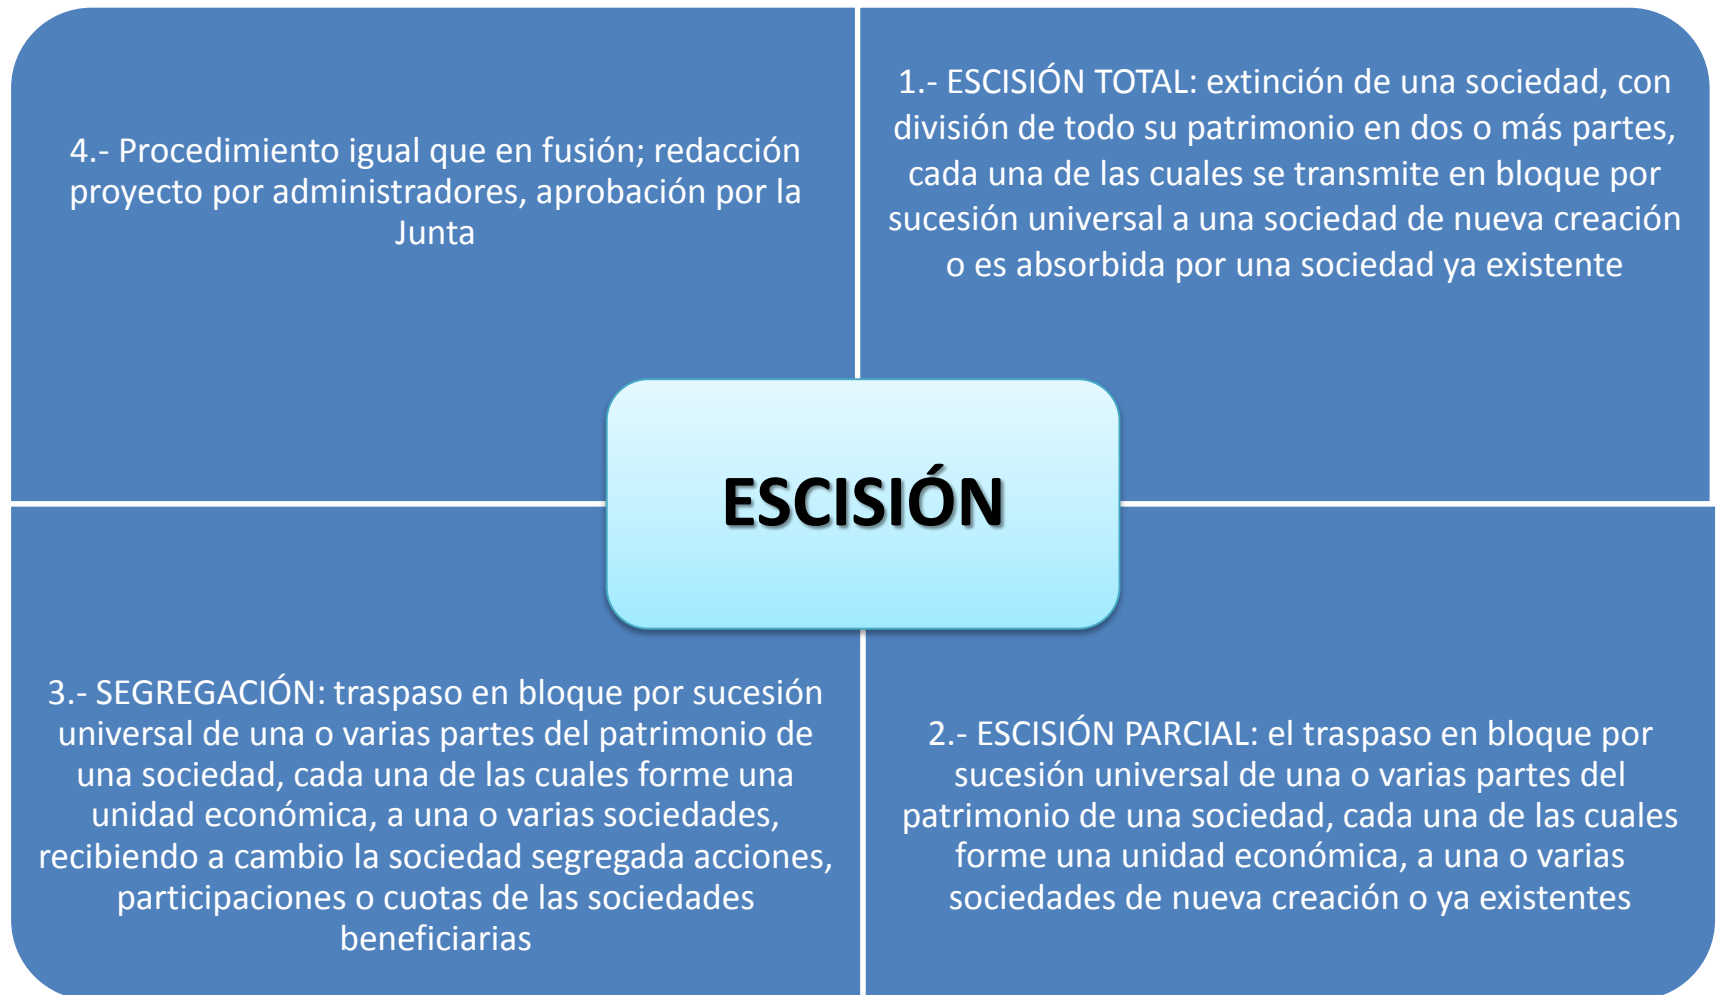 4.- Procedimiento igual que en fusión; redacción
proyecto por administradores, aprobación por la
Junta
1.- ESCISIÓN TOTAL: extinción de una sociedad, con
división de todo su patrimonio en dos o más partes,
cada una de las cuales se transmite en bloque por
sucesión universal a una sociedad de nueva creación
o es absorbida por una sociedad ya existente
ESCISIÓN
3.- SEGREGACIÓN: traspaso en bloque por sucesión
universal de una o varias partes del patrimonio de
una sociedad, cada una de las cuales forme una
unidad económica, a una o varias sociedades,
recibiendo a cambio la sociedad segregada acciones,
participaciones o cuotas de las sociedades
beneficiarias
2.- ESCISIÓN PARCIAL: el traspaso en bloque por
sucesión universal de una o varias partes del
patrimonio de una sociedad, cada una de las cuales
forme una unidad económica, a una o varias
sociedades de nueva creación o ya existentes